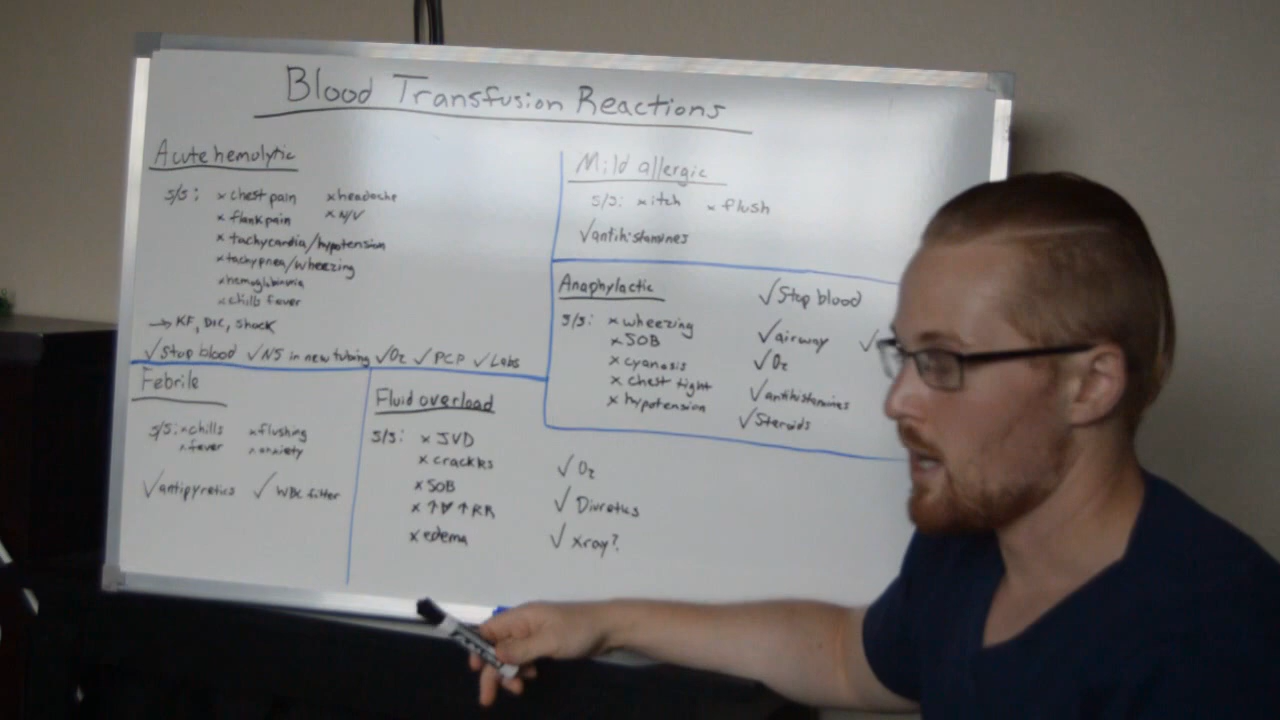 Blood Transfusion Reactions
Acute hemolytic
S/S: x chest pain x headache
x flank pain x N/V
x tachycardia/hypotension
x tachypnea/wheezing
x hemoglobinuria
x chills fever
→ KF, DIC, Shock
✓Stop blood ✓NS in new tubing ✓O2 ✓PCP ✓Labs
Mild allergic
S/S: x itch x flush
✓antihistamines
Anaphylactic
S/S: x wheezing
x SOB
x cyanosis
x chest tight
x hypotension
✓Stop blood
✓airway ✓
✓O2
✓antihistamines
✓Steroids
Febrile
S/S: x chills x flushing
x fever x anxiety
✓antipyretics ✓ WBC filter
Fluid overload
S/S: x JVD
x crackles
x SOB
x ↑ ↑RR
x edema
✓ O2
✓ Diuretics
✓ Xray?